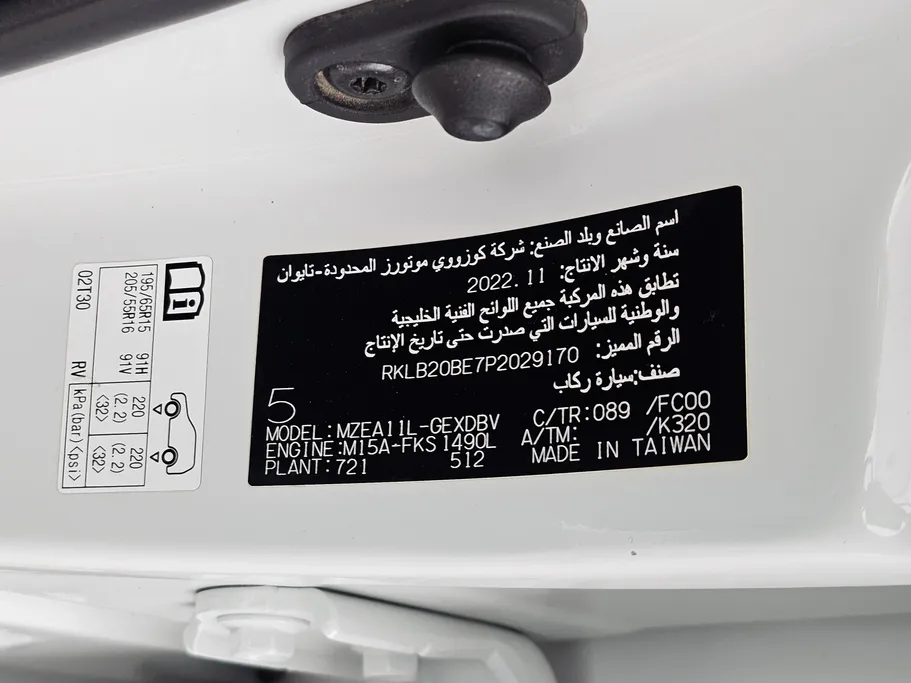 اسم الصانع وبلد الصنع: شركة كوزووي موتورز المحدودة-تايوان
سنة وشهر الانتاج: 2022.11
تطابق هذه المركبة جميع اللوائح الفنية الخليجية
والوطنية للسيارات التي صدرت حتى تاريخ الإنتاج
الرقم المميز: RKLB20BE7P2029170
صنف:سيارة ركاب
5
MODEL:MZEA11L-GEXDBV C/TR:089 /FC00
ENGINE:M15A-FKS 1490L A/TM: /K320
PLANT:721 512 MADE IN TAIWAN
i
195/65R15 91H 220 (2.2) <32> 220 (2.2) <32>
205/55R16 91V
02T30 RV kPa(bar)<psi>